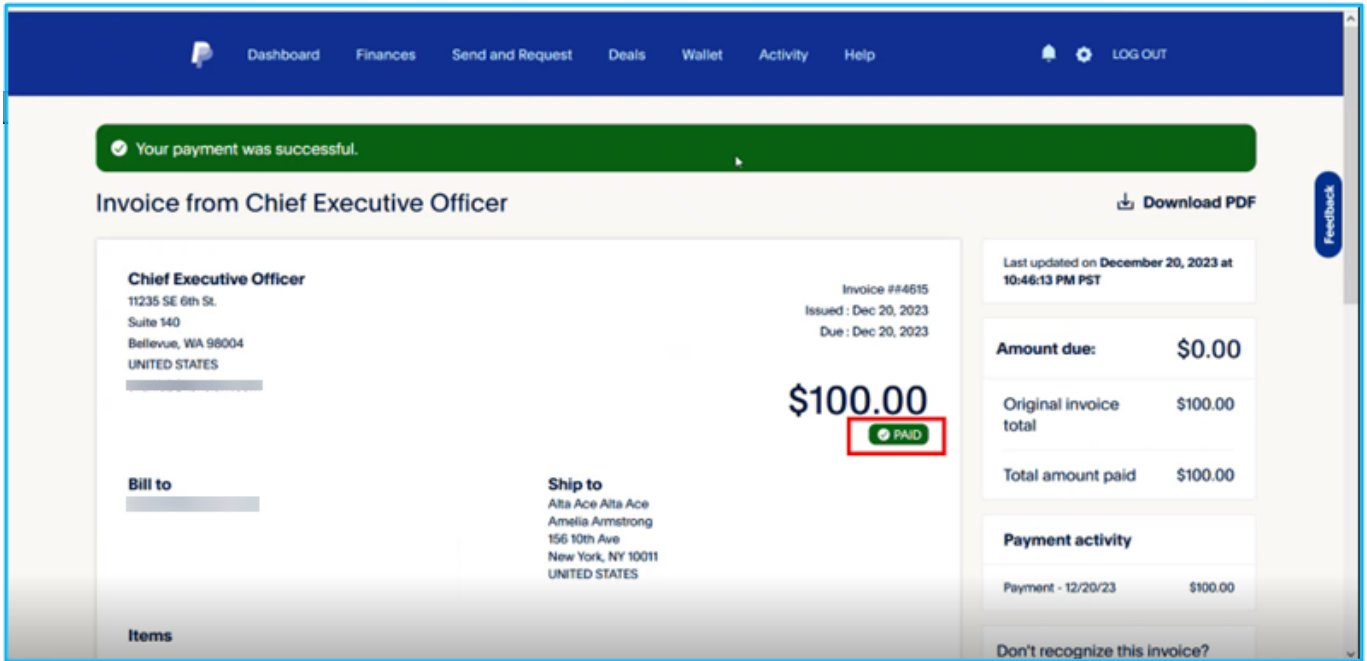 Dashboard Finances Send and Request Deals Wallet Activity Help LOG OUT
Your payment was successful.
Invoice from Chief Executive Officer
Download PDF
Feedback
Chief Executive Officer
11235 SE 6th St.
Suite 140
Bellevue, WA 98004
UNITED STATES
Invoice ##4615
Issued : Dec 20, 2023
Due : Dec 20, 2023
$100.00
PAID
Bill to
Ship to
Alta Ace Alta Ace
Amelia Armstrong
156 10th Ave
New York, NY 10011
UNITED STATES
Items
Last updated on December 20, 2023 at
10:46:13 PM PST
Amount due: $0.00
Original invoice $100.00
total
Total amount paid $100.00
Payment activity
Payment - 12/20/23 $100.00
Don't recognize this invoice?